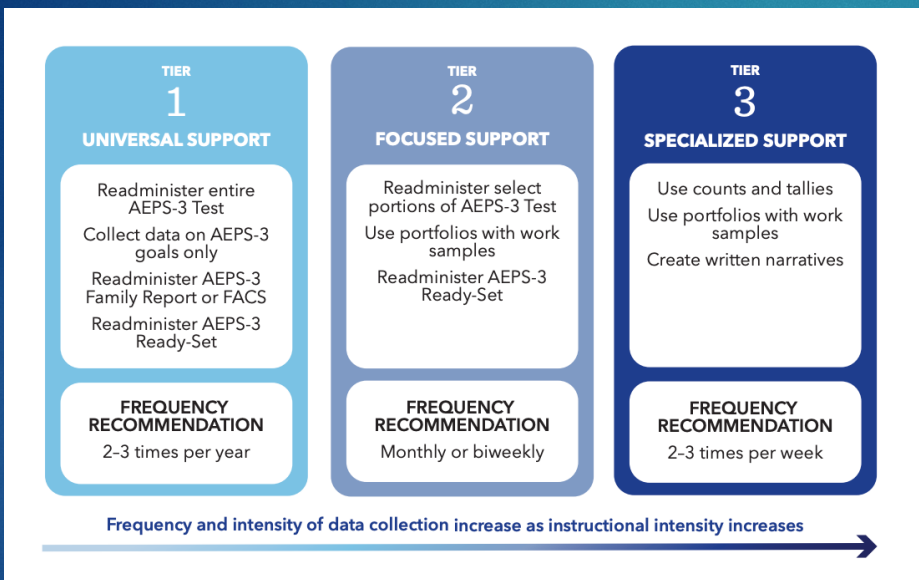 TIER
1
UNIVERSAL SUPPORT
Readminister entire
AEPS-3 Test
Collect data on AEPS-3
goals only
Readminister AEPS-3
Family Report or FACS
Readminister AEPS-3
Ready-Set
FREQUENCY
RECOMMENDATION
2–3 times per year
TIER
2
FOCUSED SUPPORT
Readminister select
portions of AEPS-3 Test
Use portfolios with work
samples
Readminister AEPS-3
Ready-Set
FREQUENCY
RECOMMENDATION
Monthly or biweekly
TIER
3
SPECIALIZED SUPPORT
Use counts and tallies
Use portfolios with work
samples
Create written narratives
FREQUENCY
RECOMMENDATION
2–3 times per week
Frequency and intensity of data collection increase as instructional intensity increases